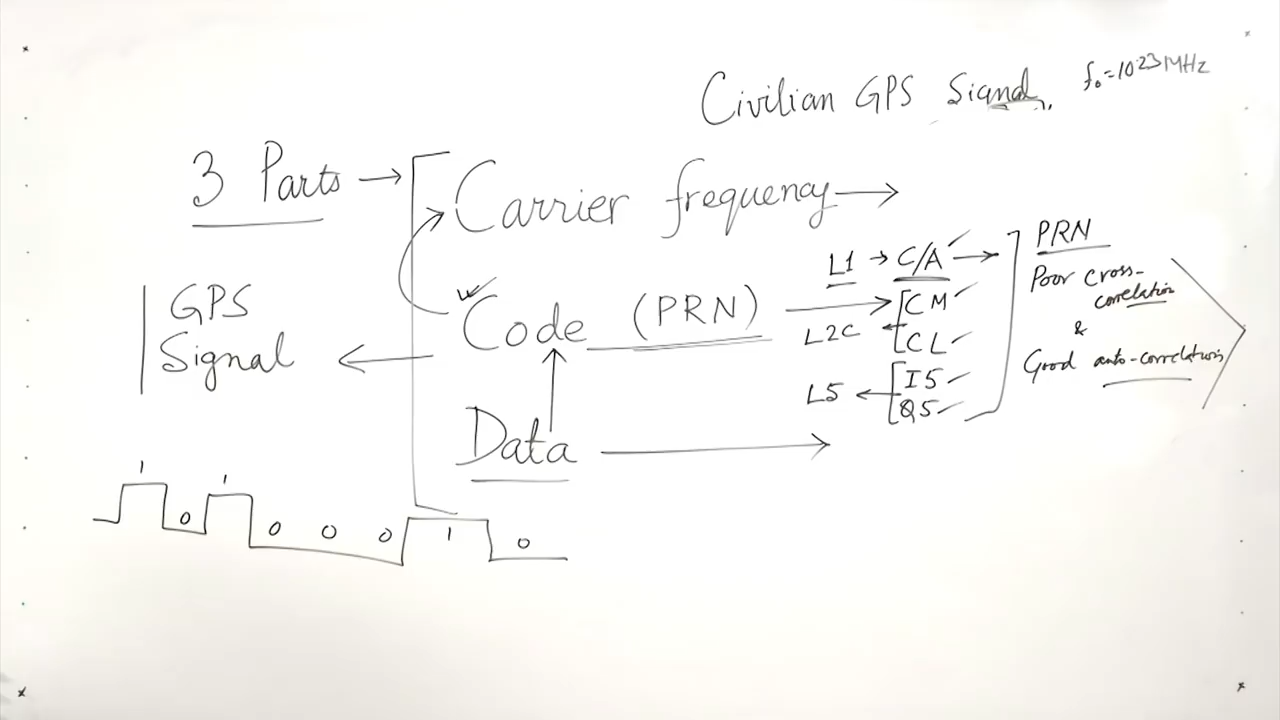 Civilian GPS Signal, f₀=10.23MHz
3 Parts → Carrier frequency →
PRN
L1 → C/A →
Poor cross-
correlation
GPS
Signal
Code (PRN) → CM
L2C ← CL
&
Good auto-correlation
L5 ← I5
Q5
Data →
1 0 1 0 0 0 1 0